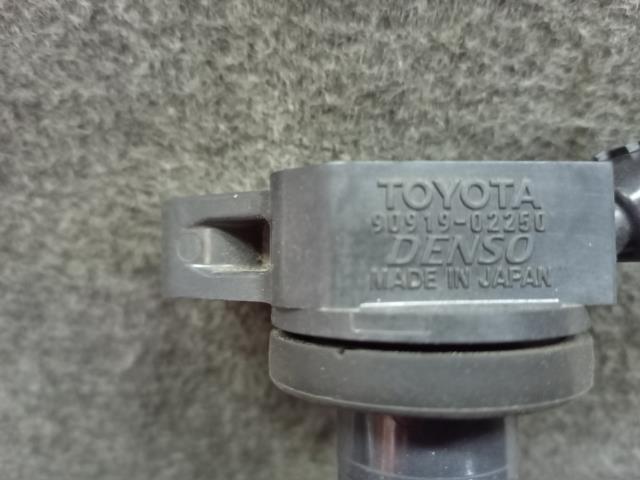 TOYOTA
90919-02250
DENSO
MADE IN JAPAN